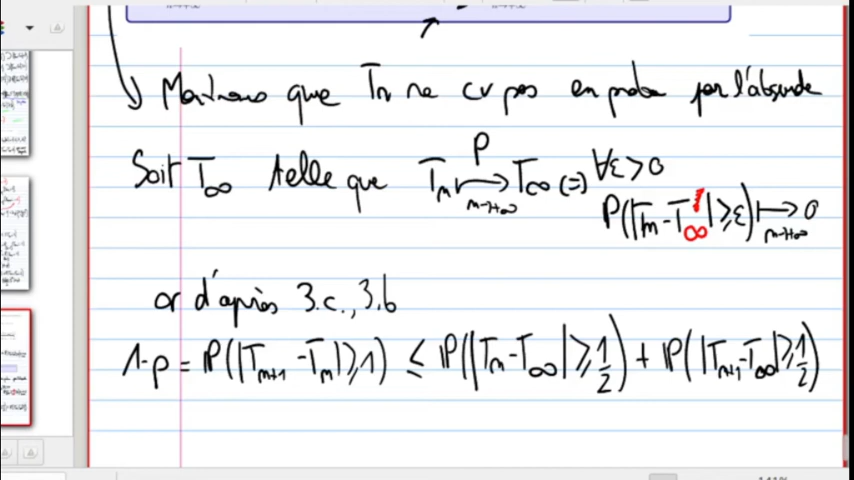 Montrons que Tn ne cv pas en proba par l'absurde
Soit T∞ telle que Tn ⟼ T∞ (=) ∀ε>0
P
n→+∞
P(|Tn - T∞| ⩾ ε) ⟼ 0
n→+∞
or d'après 3.c., 3.b
1-p = P(|Tn+1 - Tn| ⩾ 1) ≤ P(|Tn - T∞| ⩾ 1/2) + P(|Tn+1 - T∞| ⩾ 1/2)